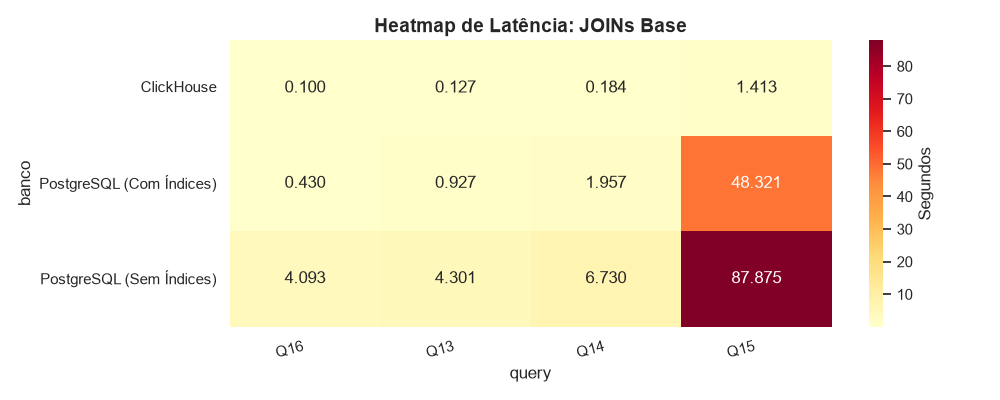 Heatmap de Latência: JOINs Base
banco
ClickHouse 0.100 0.127 0.184 1.413
PostgreSQL (Com Índices) 0.430 0.927 1.957 48.321
PostgreSQL (Sem Índices) 4.093 4.301 6.730 87.875
Q16 Q13 Q14 Q15
query
80
70
60
50
40
30
20
10
Segundos